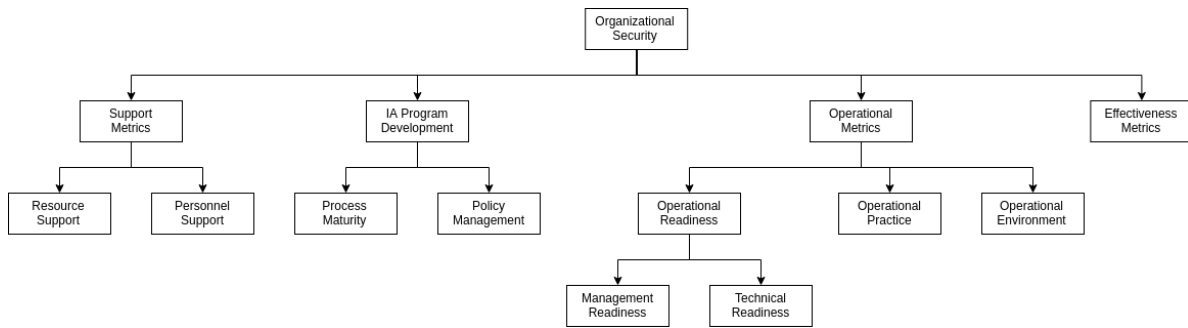 Organizational
Security
Support
Metrics
IA Program
Development
Operational
Metrics
Effectiveness
Metrics
Resource
Support
Personnel
Support
Process
Maturity
Policy
Management
Operational
Readiness
Operational
Practice
Operational
Environment
Management
Readiness
Technical
Readiness